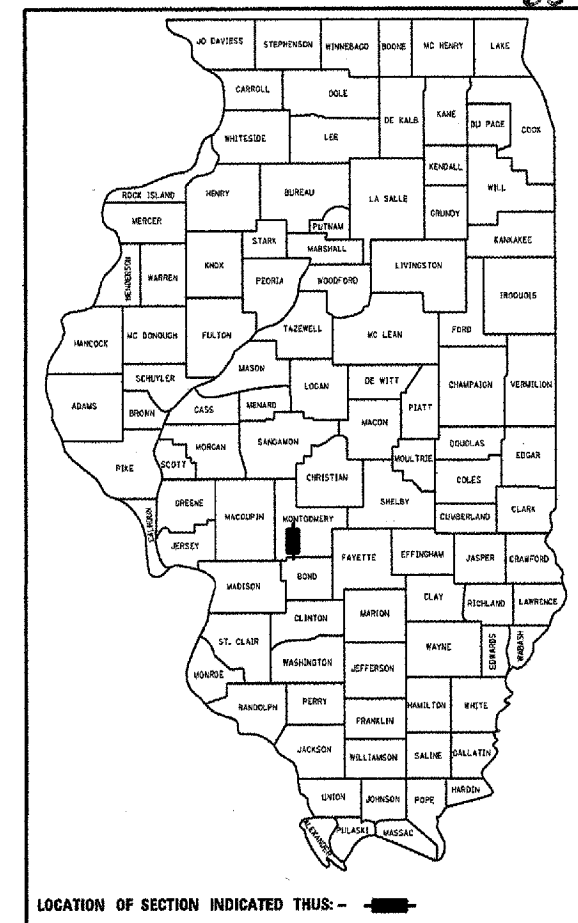 JO DAVIESS STEPHENSON WINNEBAGO BOONE MC HENRY LAKE
CARROLL OGLE DE KALB KANE DU PAGE COOK
WHITESIDE LEE
KENDALL WILL
ROCK ISLAND HENRY BUREAU LA SALLE GRUNDY
MERCER PUTNAM
STARK MARSHALL KANKAKEE
HENDERSON WARREN KNOX PEORIA WOODFORD LIVINGSTON IROQUOIS
HANCOCK MC DONOUGH FULTON TAZEWELL MC LEAN FORD
MASON
SCHUYLER LOGAN DE WITT CHAMPAIGN VERMILION
ADAMS BROWN CASS MENARD PIATT
MACON
MORGAN SANGAMON DOUGLAS
PIKE SCOTT CHRISTIAN MOULTRIE COLES EDGAR
GREENE MACOUPIN MONTGOMERY SHELBY CUMBERLAND CLARK
CALHOUN JERSEY
FAYETTE EFFINGHAM JASPER CRAWFORD
MADISON BOND
CLAY RICHLAND LAWRENCE
CLINTON MARION
ST. CLAIR WAYNE EDWARDS WABASH
WASHINGTON JEFFERSON
MONROE
RANDOLPH PERRY HAMILTON WHITE
FRANKLIN
JACKSON WILLIAMSON SALINE GALLATIN
UNION JOHNSON POPE HARDIN
ALEXANDER PULASKI MASSAC
LOCATION OF SECTION INDICATED THUS: -